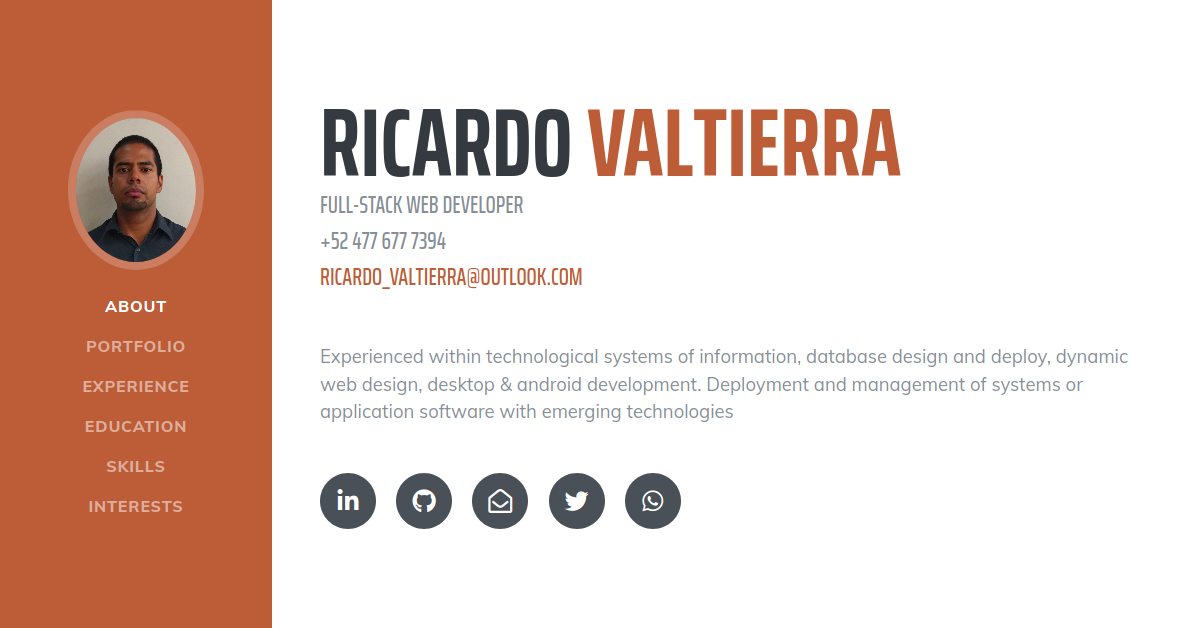 ABOUT
PORTFOLIO
EXPERIENCE
EDUCATION
SKILLS
INTERESTS
RICARDO VALTIERRA
FULL-STACK WEB DEVELOPER
+52 477 677 7394
RICARDO_VALTIERRA@OUTLOOK.COM
Experienced within technological systems of information, database design and deploy, dynamic
web design, desktop & android development. Deployment and management of systems or
application software with emerging technologies
in